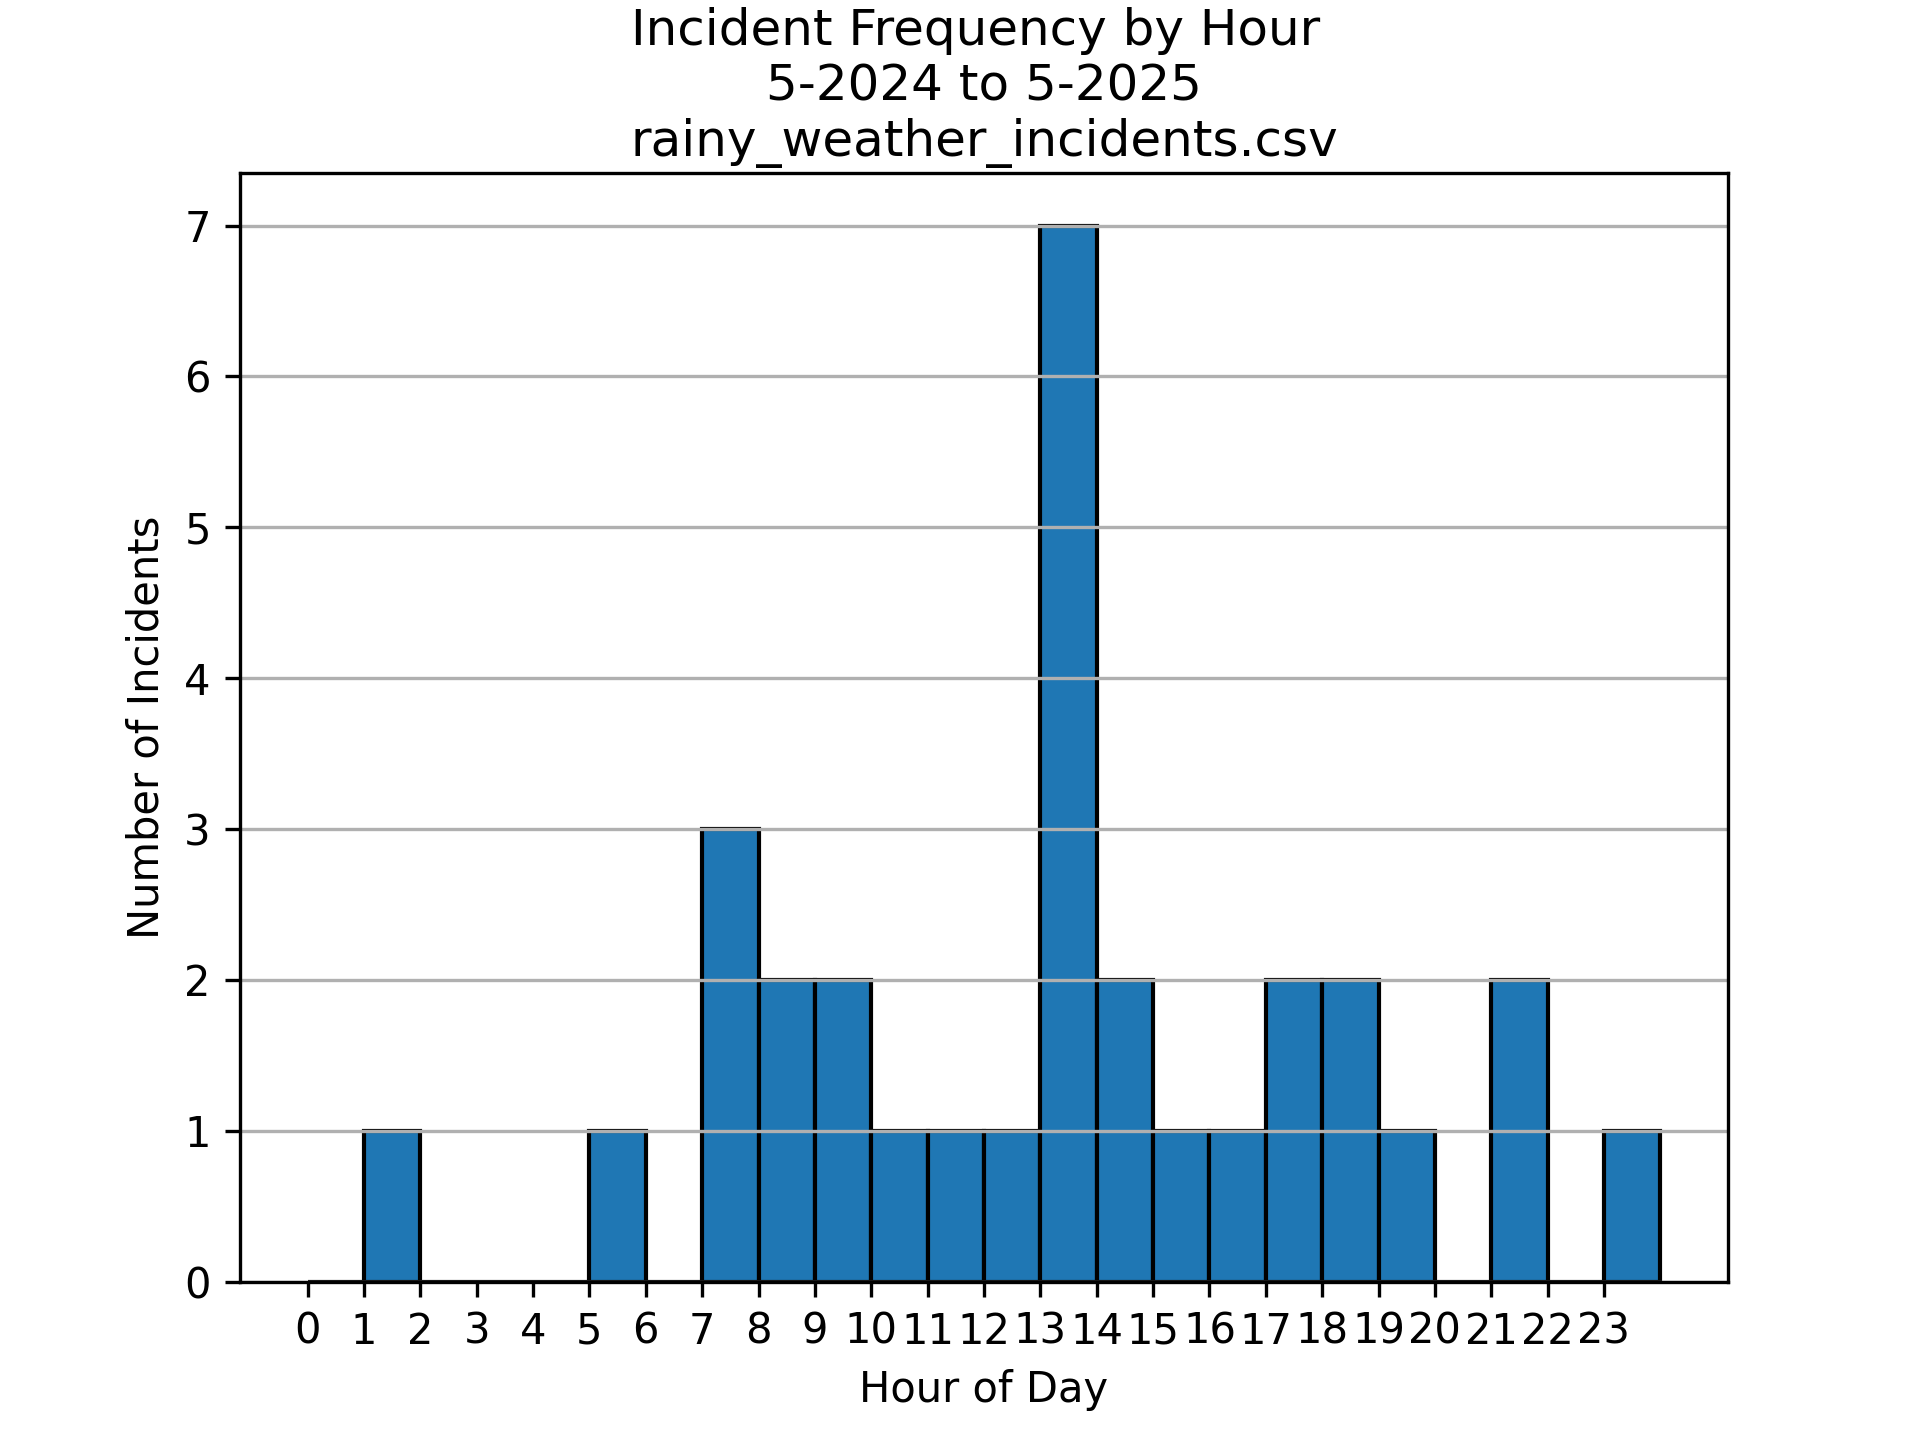 Incident Frequency by Hour
5-2024 to 5-2025
rainy_weather_incidents.csv
7
6
5
4
3
2
1
0
Number of Incidents
0 1 2 3 4 5 6 7 8 9 10 11 12 13 14 15 16 17 18 19 20 21 22 23
Hour of Day